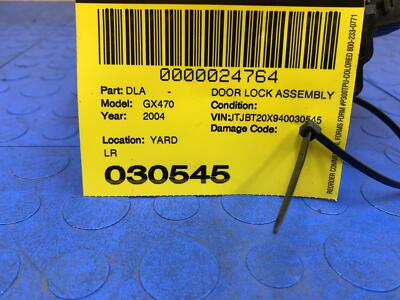 0000024764
Part: DLA - DOOR LOCK ASSEMBLY
Model: GX470 Condition:
Year: 2004 VIN:JTJBT20X940030545
Damage Code:
Location: YARD
LR
030545
REORDER COMMERCIAL FORMS FORM #P300TPU-COLORED 800-233-0771